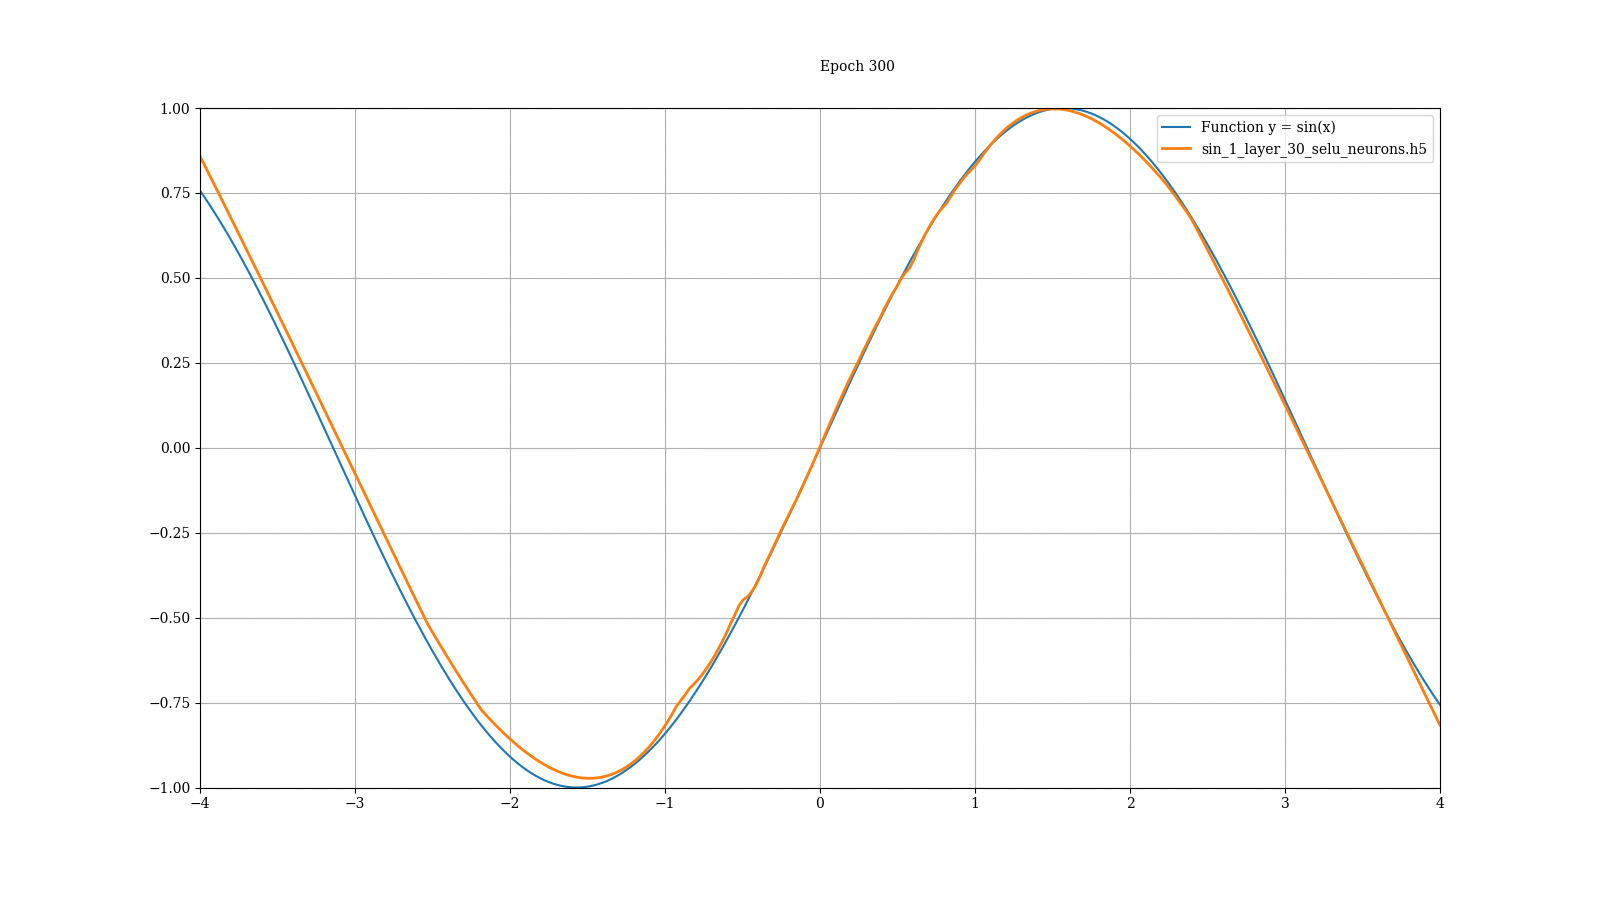 Epoch 300
1.00
0.75
0.50
0.25
0.00
−0.25
−0.50
−0.75
−1.00
−4 −3 −2 −1 0 1 2 3 4
Function y = sin(x)
sin_1_layer_30_selu_neurons.h5